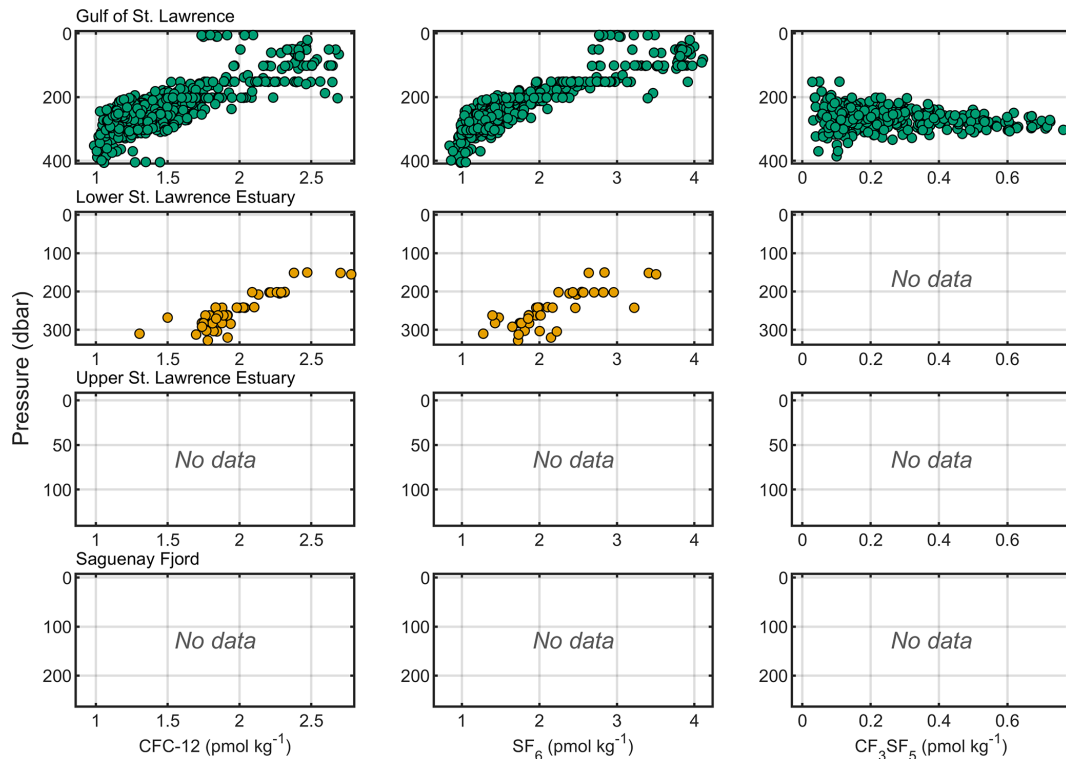 Gulf of St. Lawrence
0
200
400
1 1.5 2 2.5
0
200
400
1 2 3 4
0
200
400
0 0.2 0.4 0.6
Lower St. Lawrence Estuary
0
100
200
300
1 1.5 2 2.5
0
100
200
300
1 2 3 4
0
100
200
300
No data
0 0.2 0.4 0.6
Pressure (dbar)
Upper St. Lawrence Estuary
0
50
100
No data
1 1.5 2 2.5
0
50
100
No data
1 2 3 4
0
50
100
No data
0 0.2 0.4 0.6
Saguenay Fjord
0
100
200
No data
1 1.5 2 2.5
CFC-12 (pmol kg⁻¹)
0
100
200
No data
1 2 3 4
SF₆ (pmol kg⁻¹)
0
100
200
No data
0 0.2 0.4 0.6
CF₃SF₅ (pmol kg⁻¹)